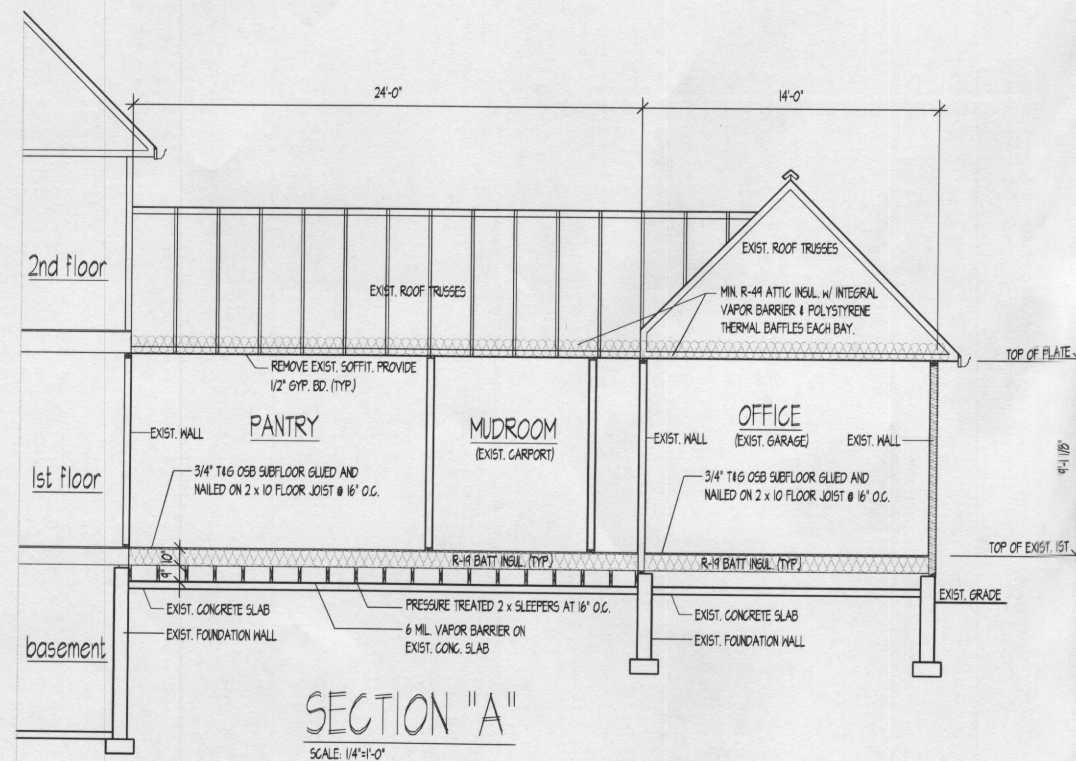 24'-0"
14'-0"
2nd floor
EXIST. ROOF TRUSSES
EXIST. ROOF TRUSSES
MIN. R-49 ATTIC INSUL. W/ INTEGRAL
VAPOR BARRIER & POLYSTYRENE
THERMAL BAFFLES EACH BAY.
TOP OF PLATE
REMOVE EXIST. SOFFIT. PROVIDE
1/2" GYP. BD. (TYP.)
PANTRY
MUDROOM
(EXIST. CARPORT)
OFFICE
(EXIST. GARAGE)
EXIST. WALL
EXIST. WALL
EXIST. WALL
9'-1 1/8"
1st floor
3/4" T&G OSB SUBFLOOR GLUED AND
NAILED ON 2 x 10 FLOOR JOIST @ 16" O.C.
3/4" T&G OSB SUBFLOOR GLUED AND
NAILED ON 2 x 10 FLOOR JOIST @ 16" O.C.
TOP OF EXIST. 1ST
10"
9"
R-19 BATT INSUL. (TYP.)
R-19 BATT INSUL. (TYP.)
EXIST. GRADE
EXIST. CONCRETE SLAB
PRESSURE TREATED 2 x SLEEPERS AT 16" O.C.
EXIST. CONCRETE SLAB
EXIST. FOUNDATION WALL
6 MIL. VAPOR BARRIER ON
EXIST. CONC. SLAB
EXIST. FOUNDATION WALL
basement
SECTION "A"
SCALE: 1/4"=1'-0"